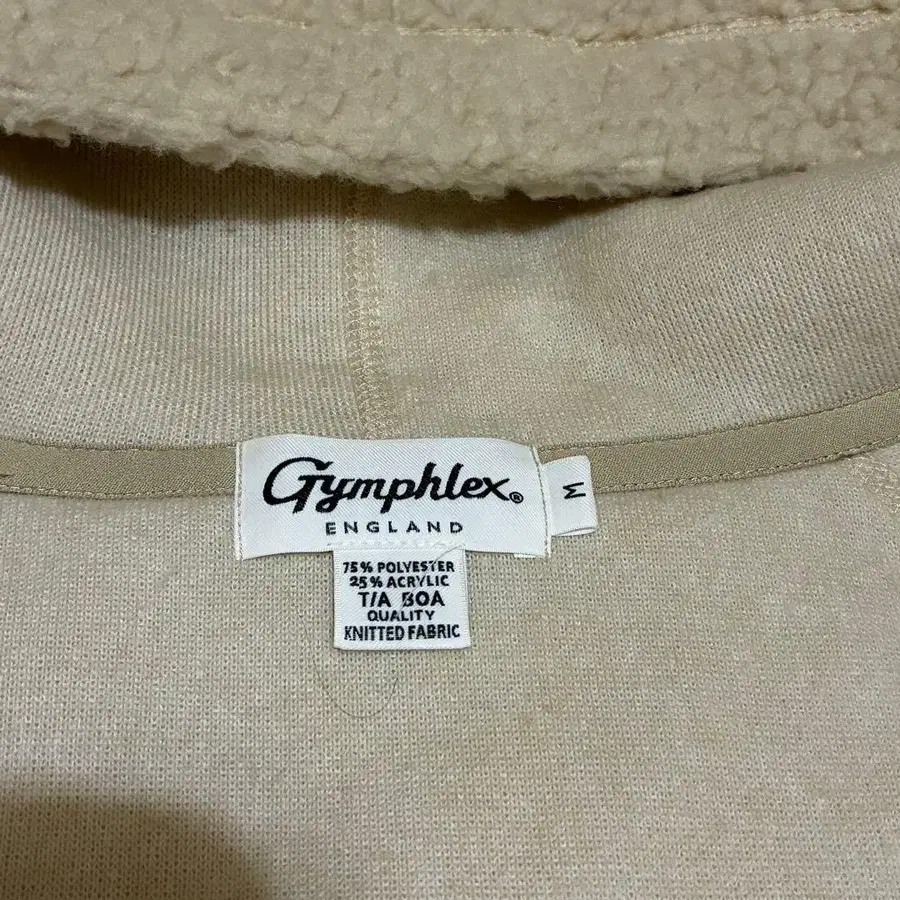 Gymphlex®
ENGLAND
M
75% POLYESTER
25% ACRYLIC
T/A BOA
QUALITY
KNITTED FABRIC